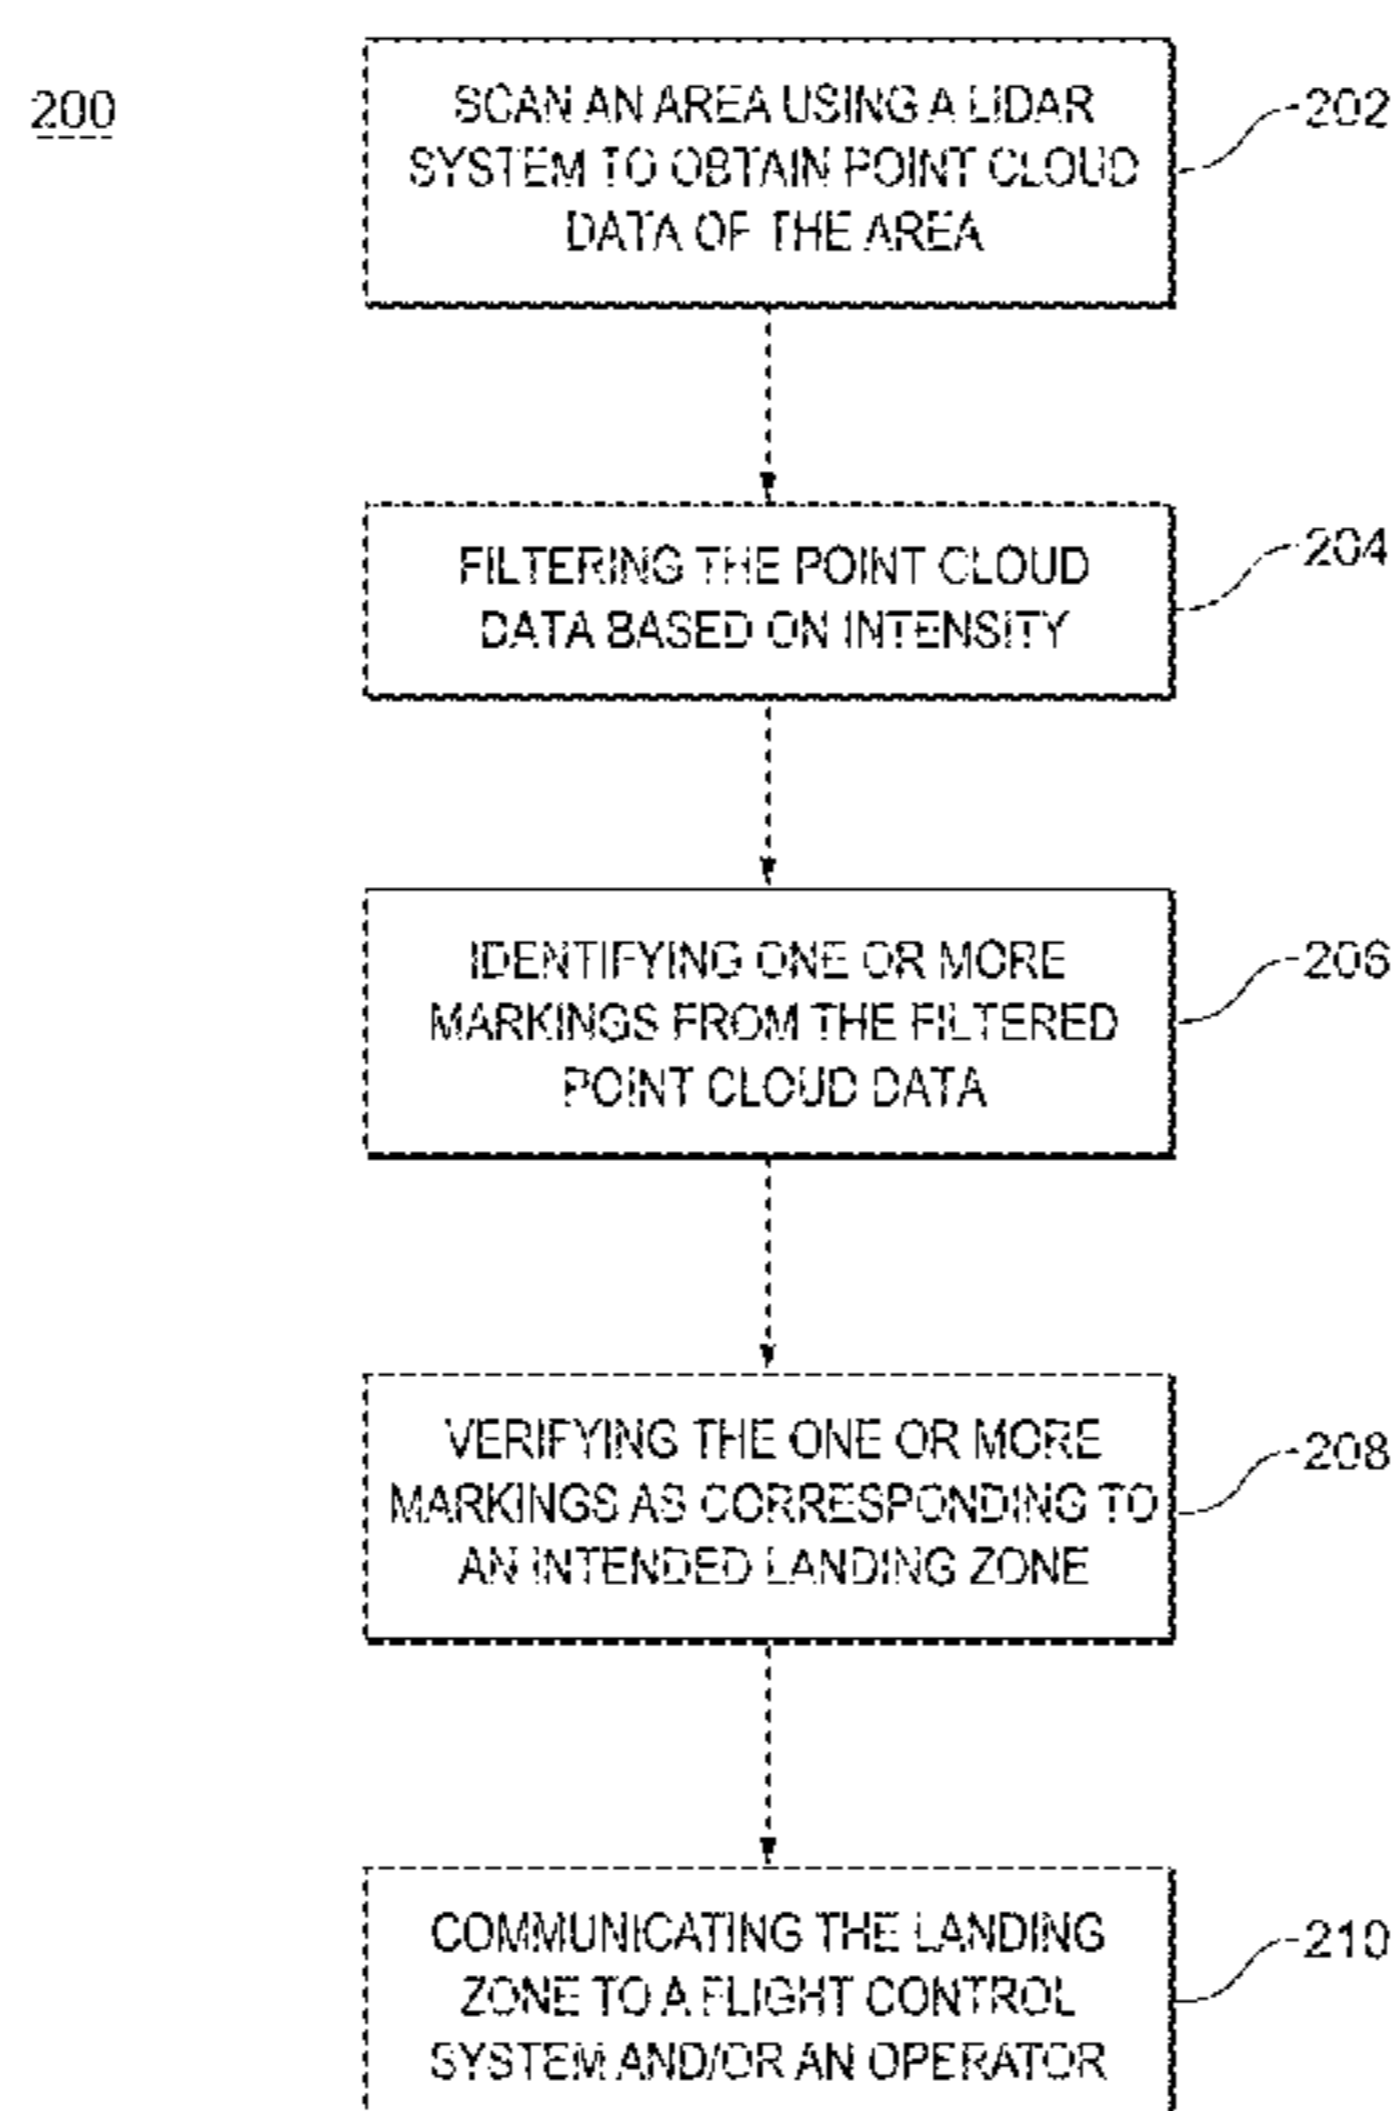 200
SCAN AN AREA USING A LIDAR
SYSTEM TO OBTAIN POINT CLOUD
DATA OF THE AREA
202
FILTERING THE POINT CLOUD
DATA BASED ON INTENSITY
204
IDENTIFYING ONE OR MORE
MARKINGS FROM THE FILTERED
POINT CLOUD DATA
206
VERIFYING THE ONE OR MORE
MARKINGS AS CORRESPONDING TO
AN INTENDED LANDING ZONE
208
COMMUNICATING THE LANDING
ZONE TO A FLIGHT CONTROL
SYSTEM AND/OR AN OPERATOR
210